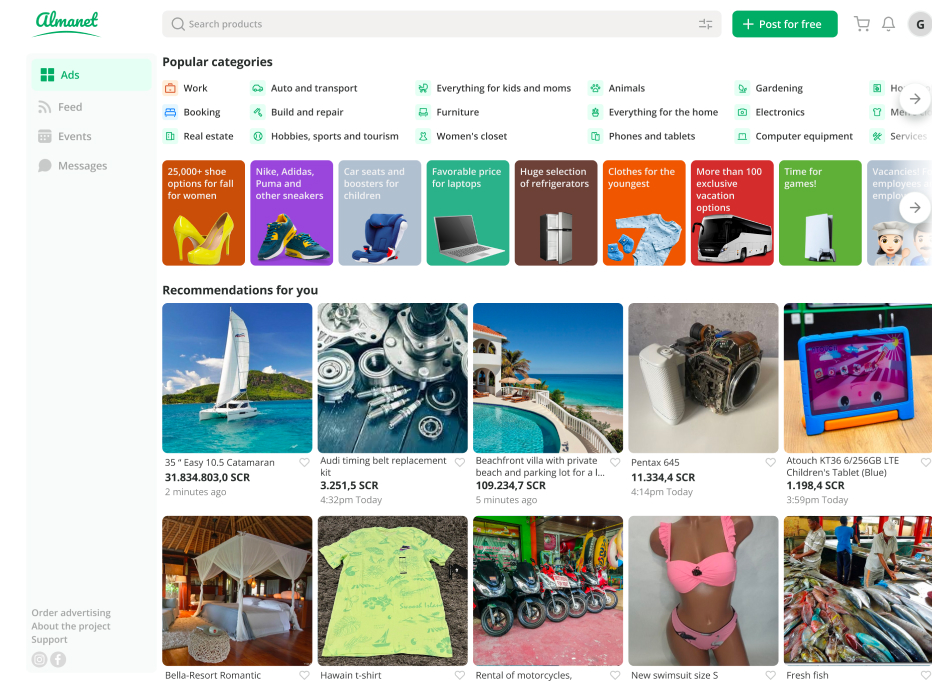 Almanet
Search products
+ Post for free
G
Ads
Feed
Events
Messages
Popular categories
Work
Auto and transport
Everything for kids and moms
Animals
Gardening
Booking
Build and repair
Furniture
Everything for the home
Electronics
Real estate
Hobbies, sports and tourism
Women's closet
Phones and tablets
Computer equipment
Services
25,000+ shoe
options for fall
for women
Nike, Adidas,
Puma and
other sneakers
Car seats and
boosters for
children
Favorable price
for laptops
Huge selection
of refrigerators
Clothes for the
youngest
More than 100
exclusive
vacation
options
Time for
games!
Vacancies!
employees
Recommendations for you
35 “ Easy 10.5 Catamaran
31.834.803,0 SCR
2 minutes ago
Audi timing belt replacement
kit
3.251,5 SCR
4:32pm Today
Beachfront villa with private
beach and parking lot for a l...
109.234,7 SCR
5 minutes ago
Pentax 645
11.334,4 SCR
4:14pm Today
Atouch KT36 6/256GB LTE
Children's Tablet (Blue)
1.198,4 SCR
3:59pm Today
Bella-Resort Romantic
Hawain t-shirt
Rental of motorcycles,
New swimsuit size S
Fresh fish
Order advertising
About the project
Support